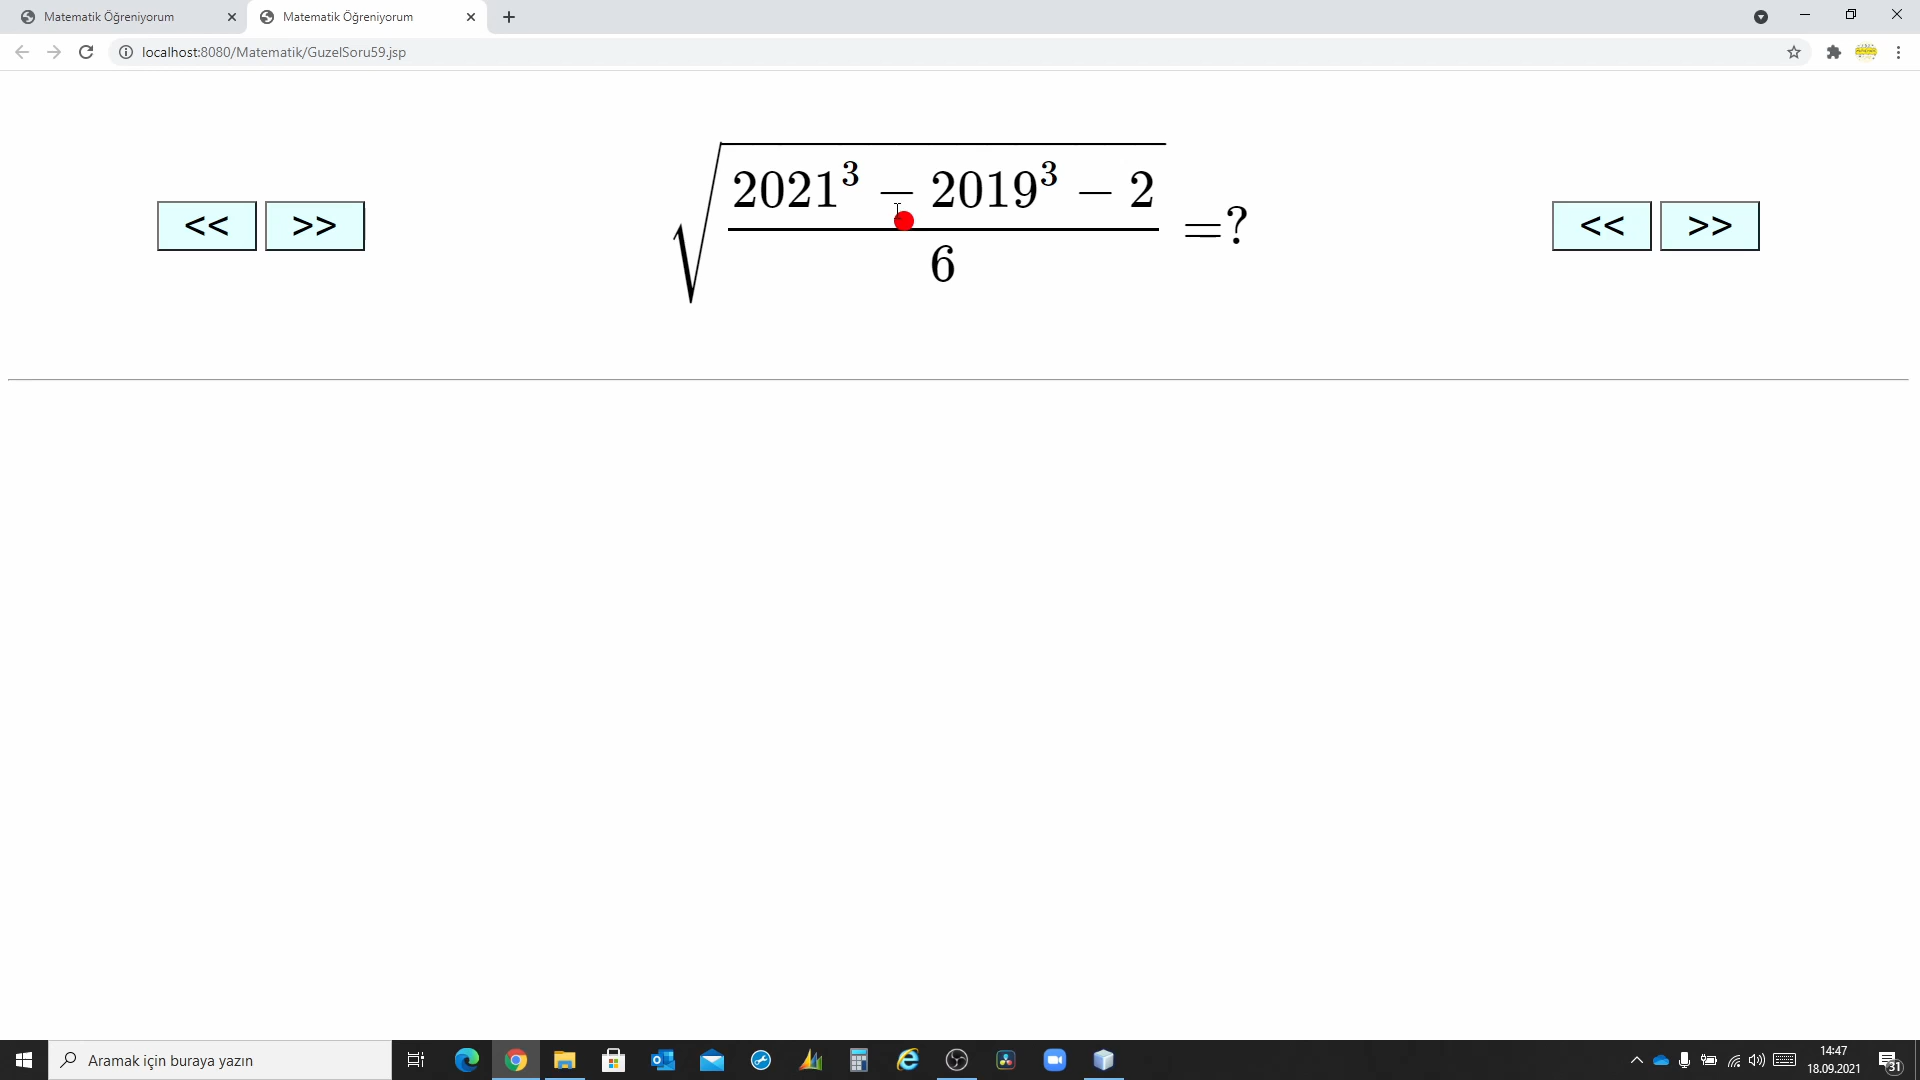 Matematik Öğreniyorum
Matematik Öğreniyorum
localhost:8080/Matematik/GuzelSoru59.jsp
<< >>
√((2021³ − 2019³ − 2)/6) =?
<< >>
Aramak için buraya yazın
14:47
18.09.2021
31